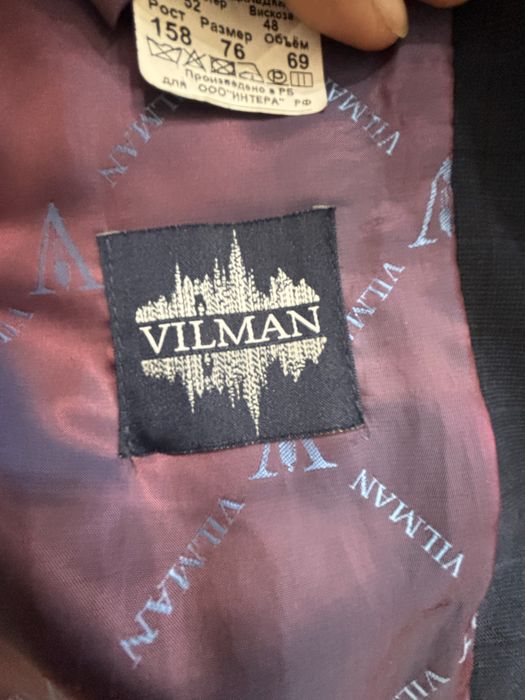 Вискоза
52
48
Рост Размер Объём
158 76 69
Произведено в РБ
для ООО"ИНТЕРА" РФ
VILMAN
VILMAN
VILMAN
VILMAN
VILMAN
VILMAN